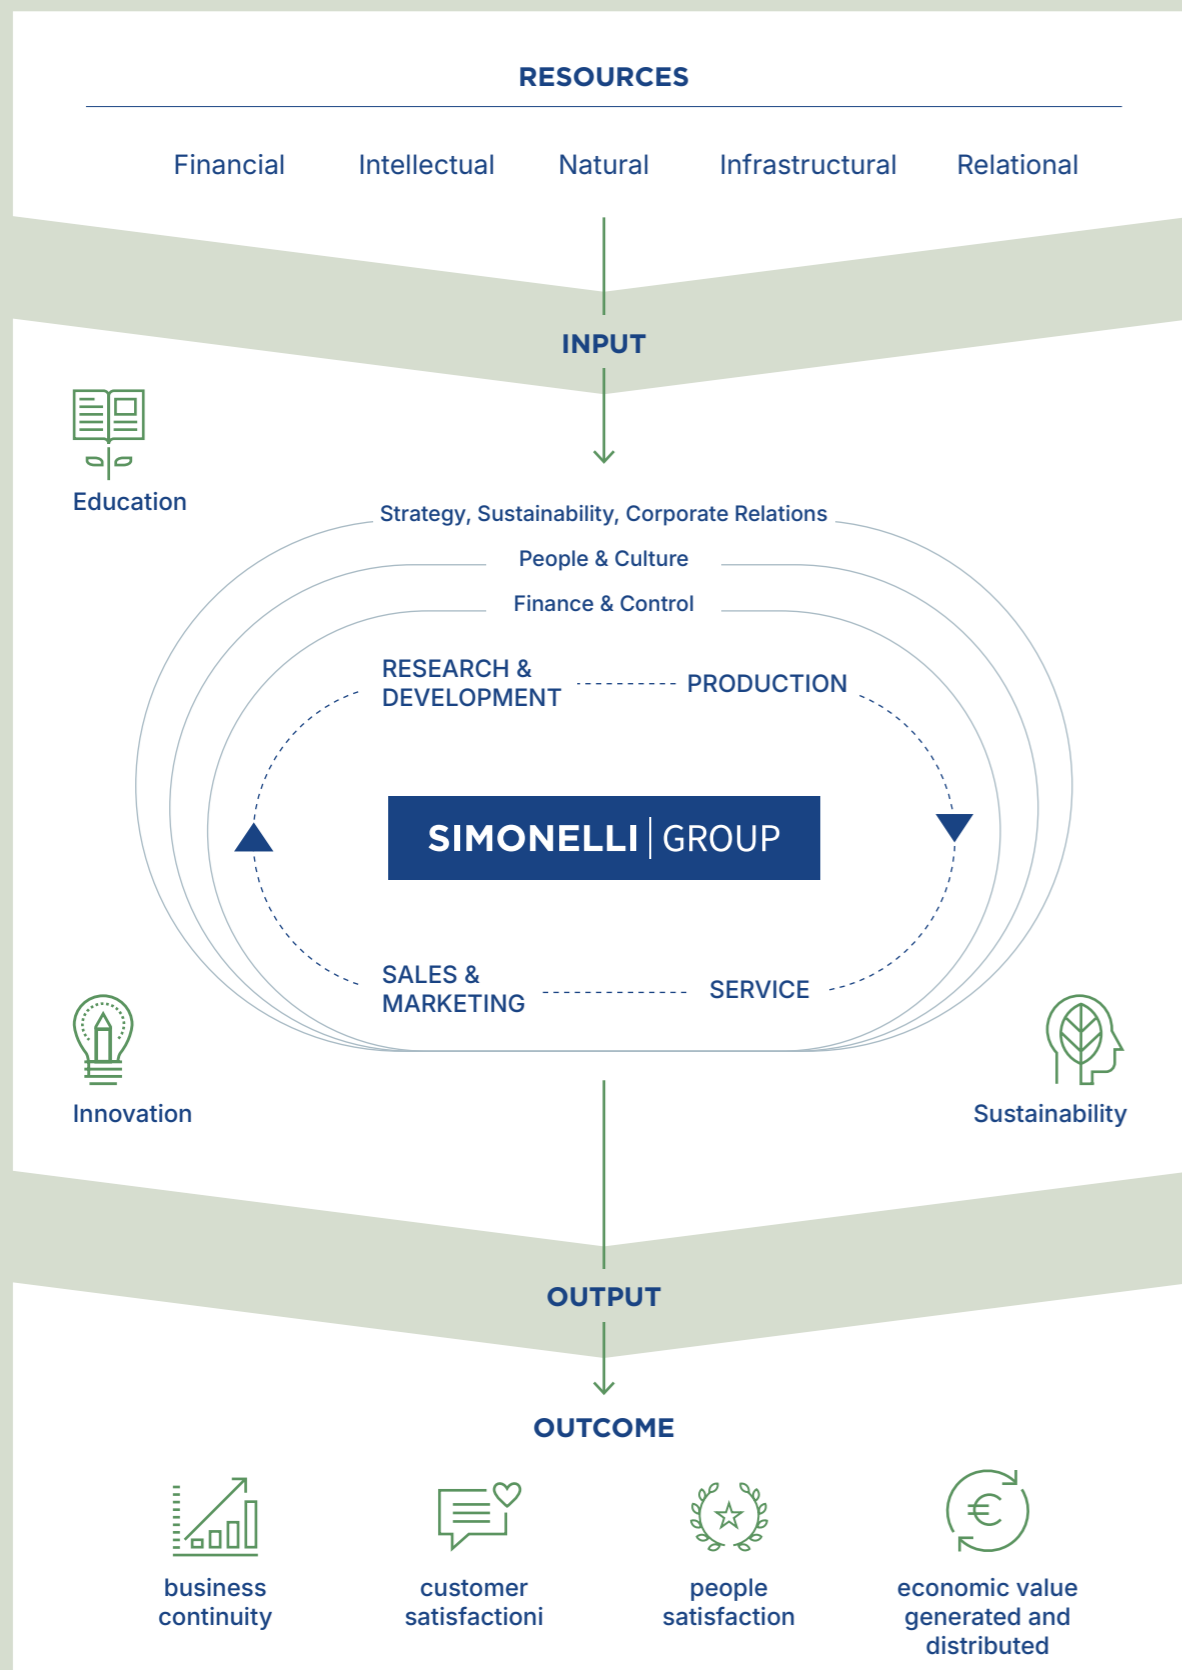 RESOURCES
Financial Intellectual Natural Infrastructural Relational
INPUT
Education
Strategy, Sustainability, Corporate Relations
People & Culture
Finance & Control
RESEARCH &
DEVELOPMENT
PRODUCTION
SIMONELLI GROUP
SALES &
MARKETING
SERVICE
Innovation
Sustainability
OUTPUT
OUTCOME
business
continuity
customer
satisfactioni
people
satisfaction
economic value
generated and
distributed